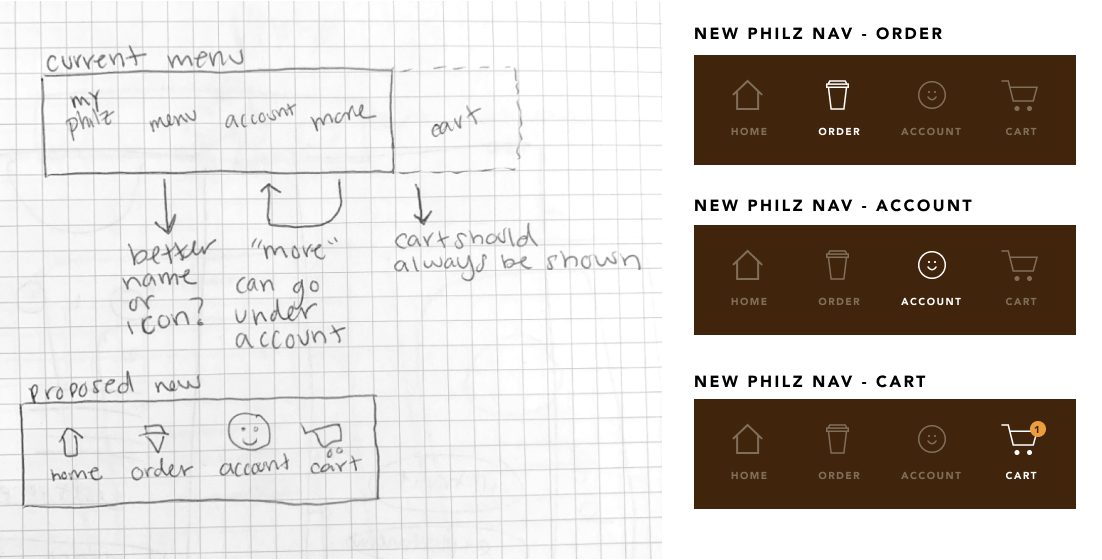 current menu
my
philz
menu
account
more
cart
better
name
or
icon?
"more"
can go
under
account
cart should
always be shown
proposed new
home
order
account
cart
NEW PHILZ NAV - ORDER
HOME
ORDER
ACCOUNT
CART
NEW PHILZ NAV - ACCOUNT
HOME
ORDER
ACCOUNT
CART
NEW PHILZ NAV - CART
1
HOME
ORDER
ACCOUNT
CART